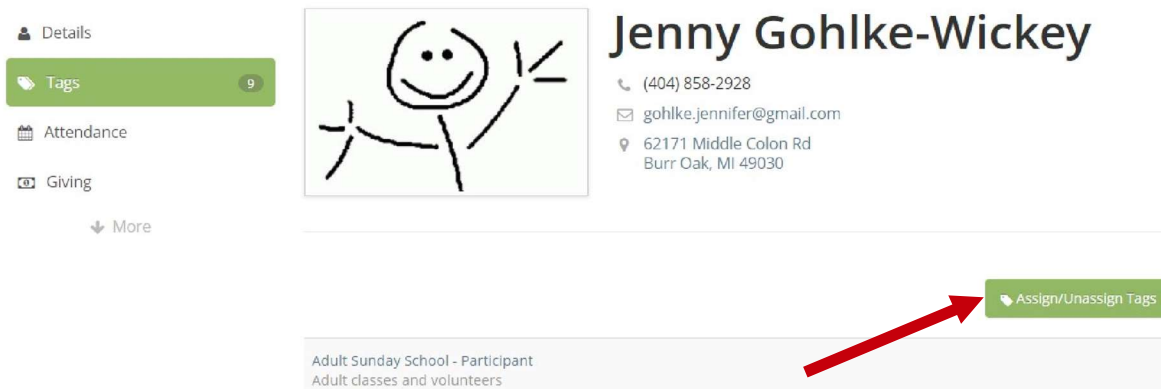 Details
Tags 9
Attendance
Giving
More
Jenny Gohlke-Wickey
(404) 858-2928
gohlke.jennifer@gmail.com
62171 Middle Colon Rd
Burr Oak, MI 49030
Assign/Unassign Tags
Adult Sunday School - Participant
Adult classes and volunteers